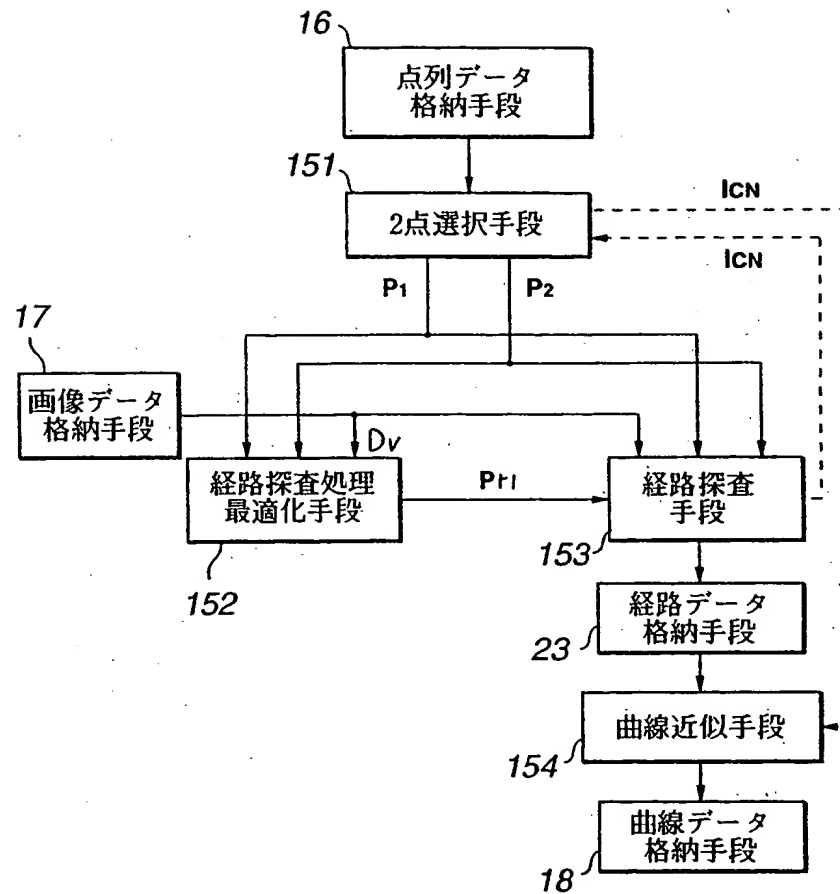 16
点列データ
格納手段
151
2点選択手段
ICN
ICN
P1
P2
17
画像データ
格納手段
Dv
経路探査処理
最適化手段
Prl
経路探査
手段
152
153
経路データ
格納手段
23
曲線近似手段
154
曲線データ
格納手段
18